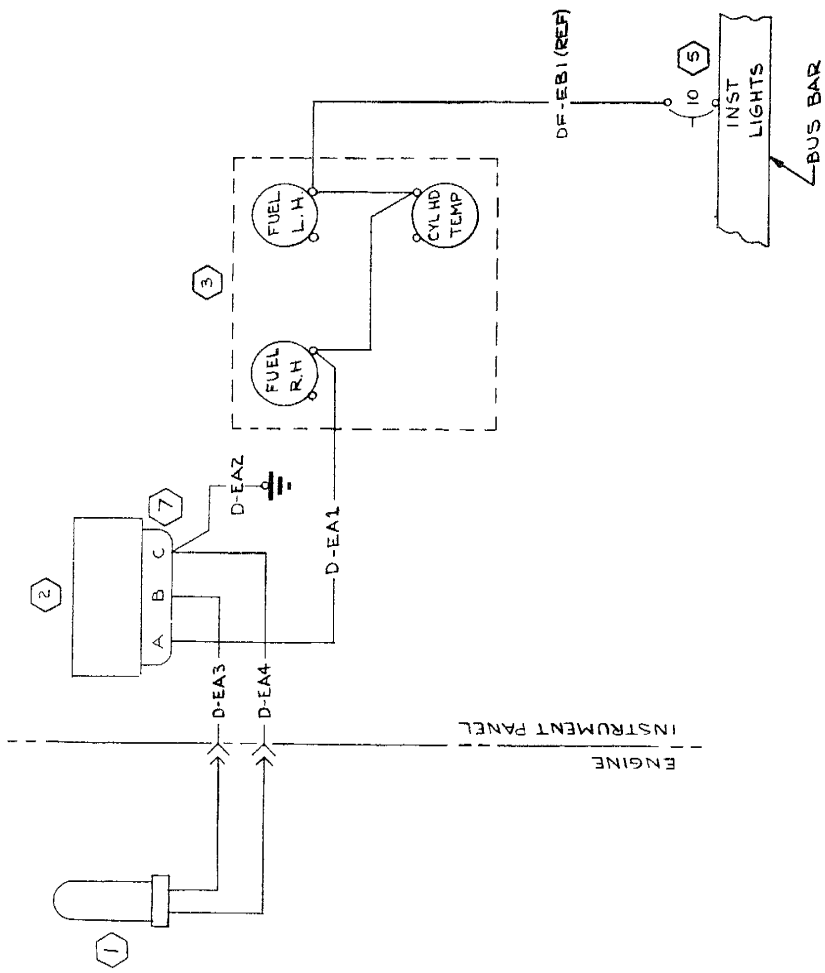 1
2
A B C
7
D-EA3
D-EA4
D-EA2
D-EA1
ENGINE
INSTRUMENT PANEL
3
FUEL
R.H
FUEL
L.H.
CYL HD
TEMP
DF-EB1 (REF)
10
5
INST
LIGHTS
BUS BAR